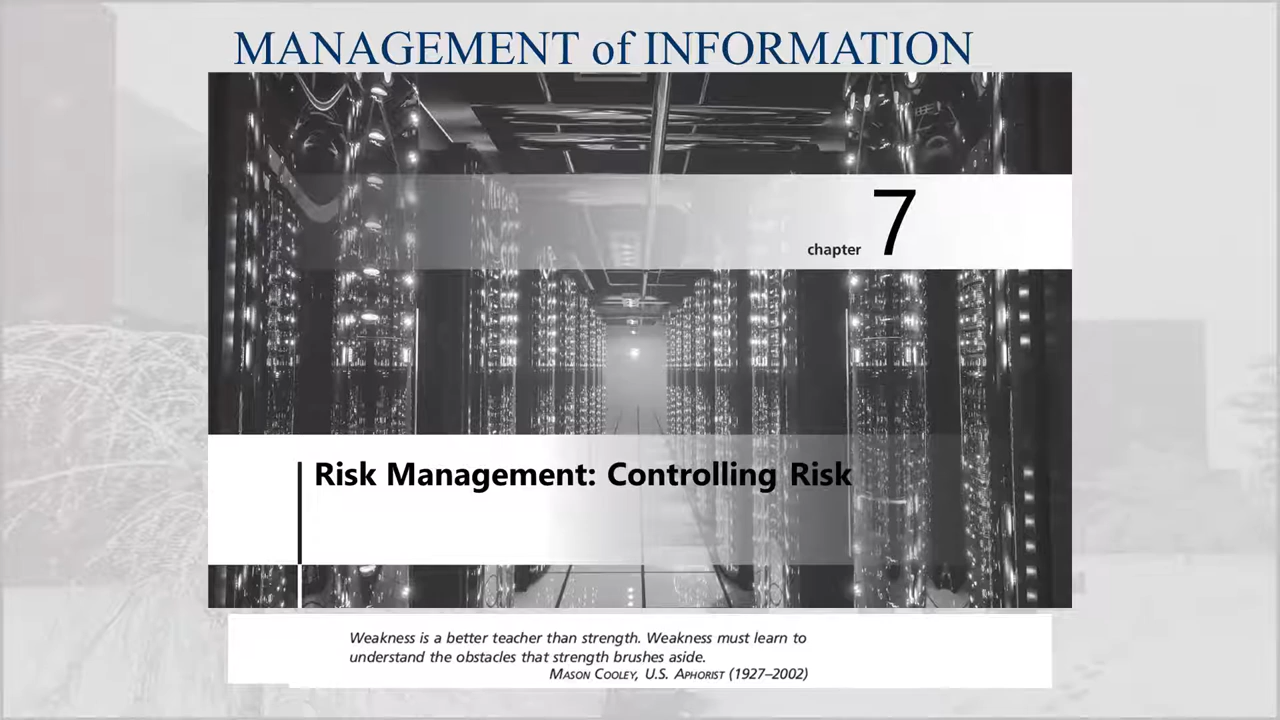 MANAGEMENT of INFORMATION
chapter 7
Risk Management: Controlling Risk
Weakness is a better teacher than strength. Weakness must learn to
understand the obstacles that strength brushes aside.
MASON COOLEY, U.S. APHORIST (1927–2002)